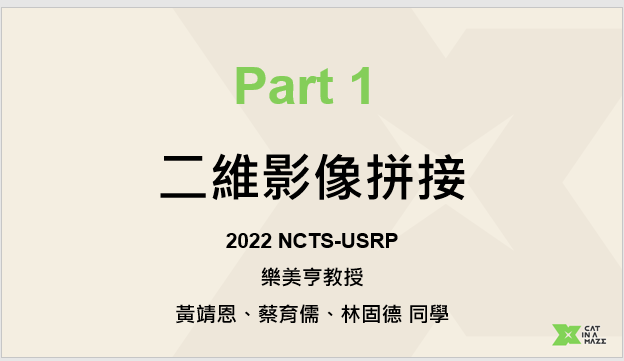 Part 1
二維影像拼接
2022 NCTS-USRP
樂美亨教授
黃靖恩、蔡育儒、林固德 同學
CAT
IN A
MAZE